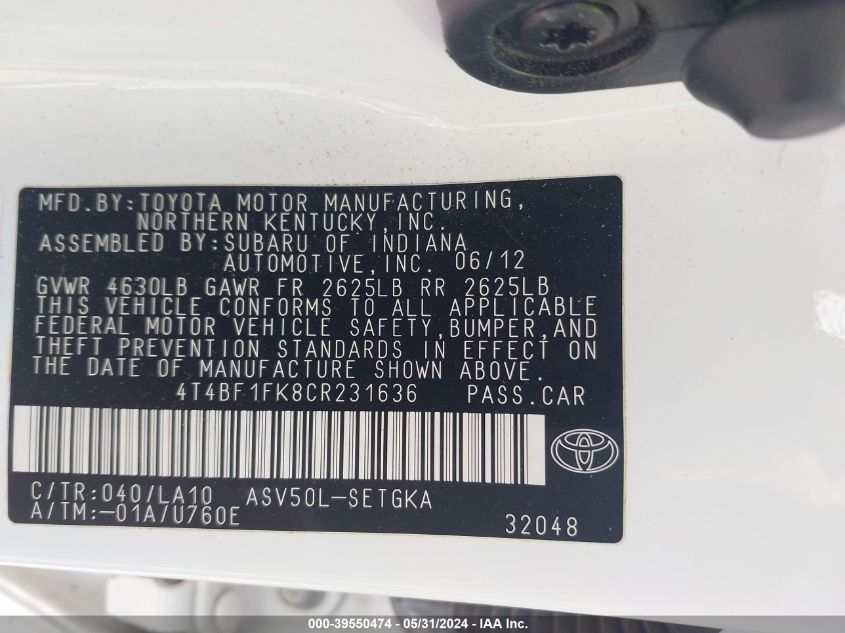 MFD.BY:TOYOTA MOTOR MANUFACTURING,
NORTHERN KENTUCKY,INC.
ASSEMBLED BY:SUBARU OF INDIANA
AUTOMOTIVE,INC. 06/12
GVWR 4630LB GAWR FR 2625LB RR 2625LB
THIS VEHICLE CONFORMS TO ALL APPLICABLE
FEDERAL MOTOR VEHICLE SAFETY,BUMPER,AND
THEFT PREVENTION STANDARDS IN EFFECT ON
THE DATE OF MANUFACTURE SHOWN ABOVE.
4T4BF1FK8CR231636 PASS.CAR
C/TR:040/LA10 ASV50L-SETGKA
A/TM:-01A/U760E
32048
000-39550474 - 05/31/2024 - IAA Inc.